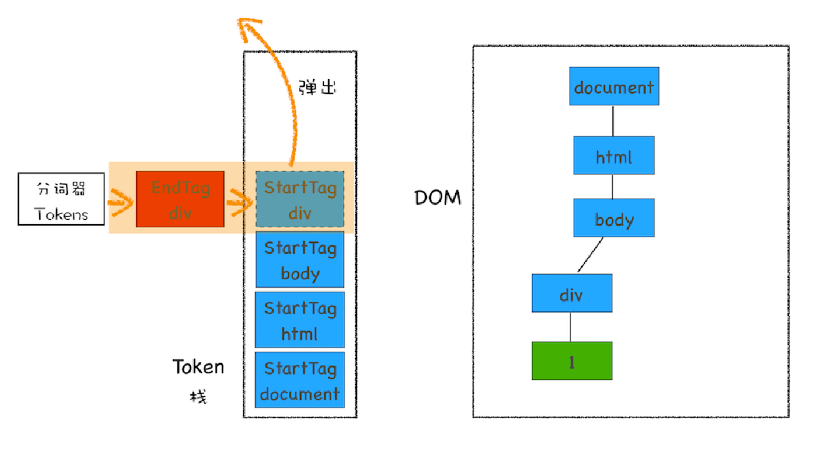 弹出
分词器
Tokens
EndTag
div
StartTag
div
StartTag
body
StartTag
html
StartTag
document
Token
栈
DOM
document
html
body
div
1